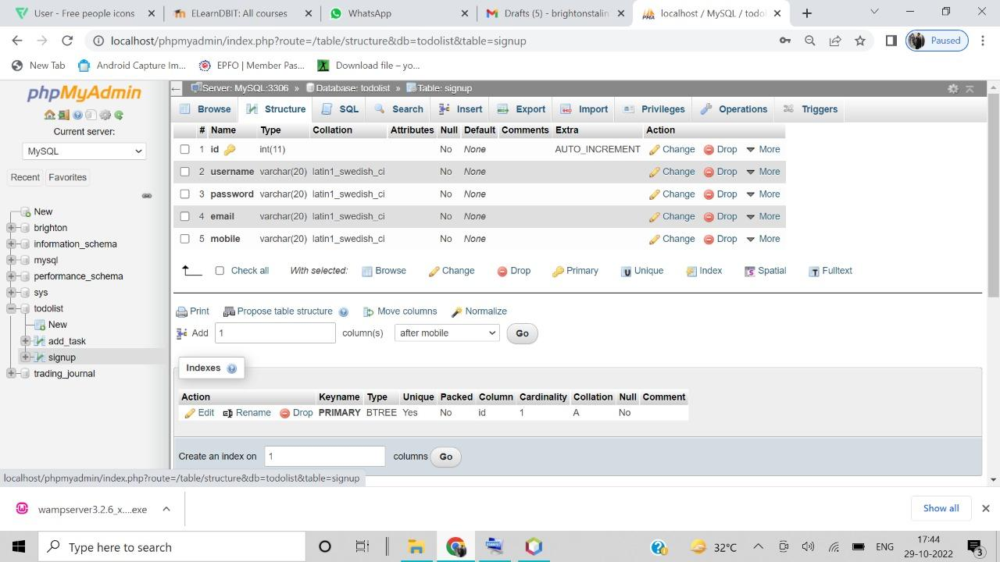 User - Free people icons
ELearnDBIT: All courses
WhatsApp
Drafts (5) - brightonstalin
localhost / MySQL / todol
localhost/phpmyadmin/index.php?route=/table/structure&db=todolist&table=signup
Paused
New Tab
Android Capture Im...
EPFO | Member Pas...
Download file - yo...
phpMyAdmin
Current server:
MySQL
Recent Favorites
New
brighton
information_schema
mysql
performance_schema
sys
todolist
New
add_task
signup
trading_journal
Server: MySQL:3306 » Database: todolist » Table: signup
Browse Structure SQL Search Insert Export Import Privileges Operations Triggers
# Name Type Collation Attributes Null Default Comments Extra Action
1 id int(11) No None AUTO_INCREMENT Change Drop More
2 username varchar(20) latin1_swedish_ci No None Change Drop More
3 password varchar(20) latin1_swedish_ci No None Change Drop More
4 email varchar(20) latin1_swedish_ci No None Change Drop More
5 mobile varchar(20) latin1_swedish_ci No None Change Drop More
Check all With selected: Browse Change Drop Primary Unique Index Spatial Fulltext
Print Propose table structure Move columns Normalize
Add 1 column(s) after mobile Go
Indexes
Action Keyname Type Unique Packed Column Cardinality Collation Null Comment
Edit Rename Drop PRIMARY BTREE Yes No id 1 A No
Create an index on 1 columns Go
localhost/phpmyadmin/index.php?route=/table/structure&db=todolist&table=signup
wampserver3.2.6_x....exe
Show all
Type here to search
32°C
ENG
17:44
29-10-2022
3